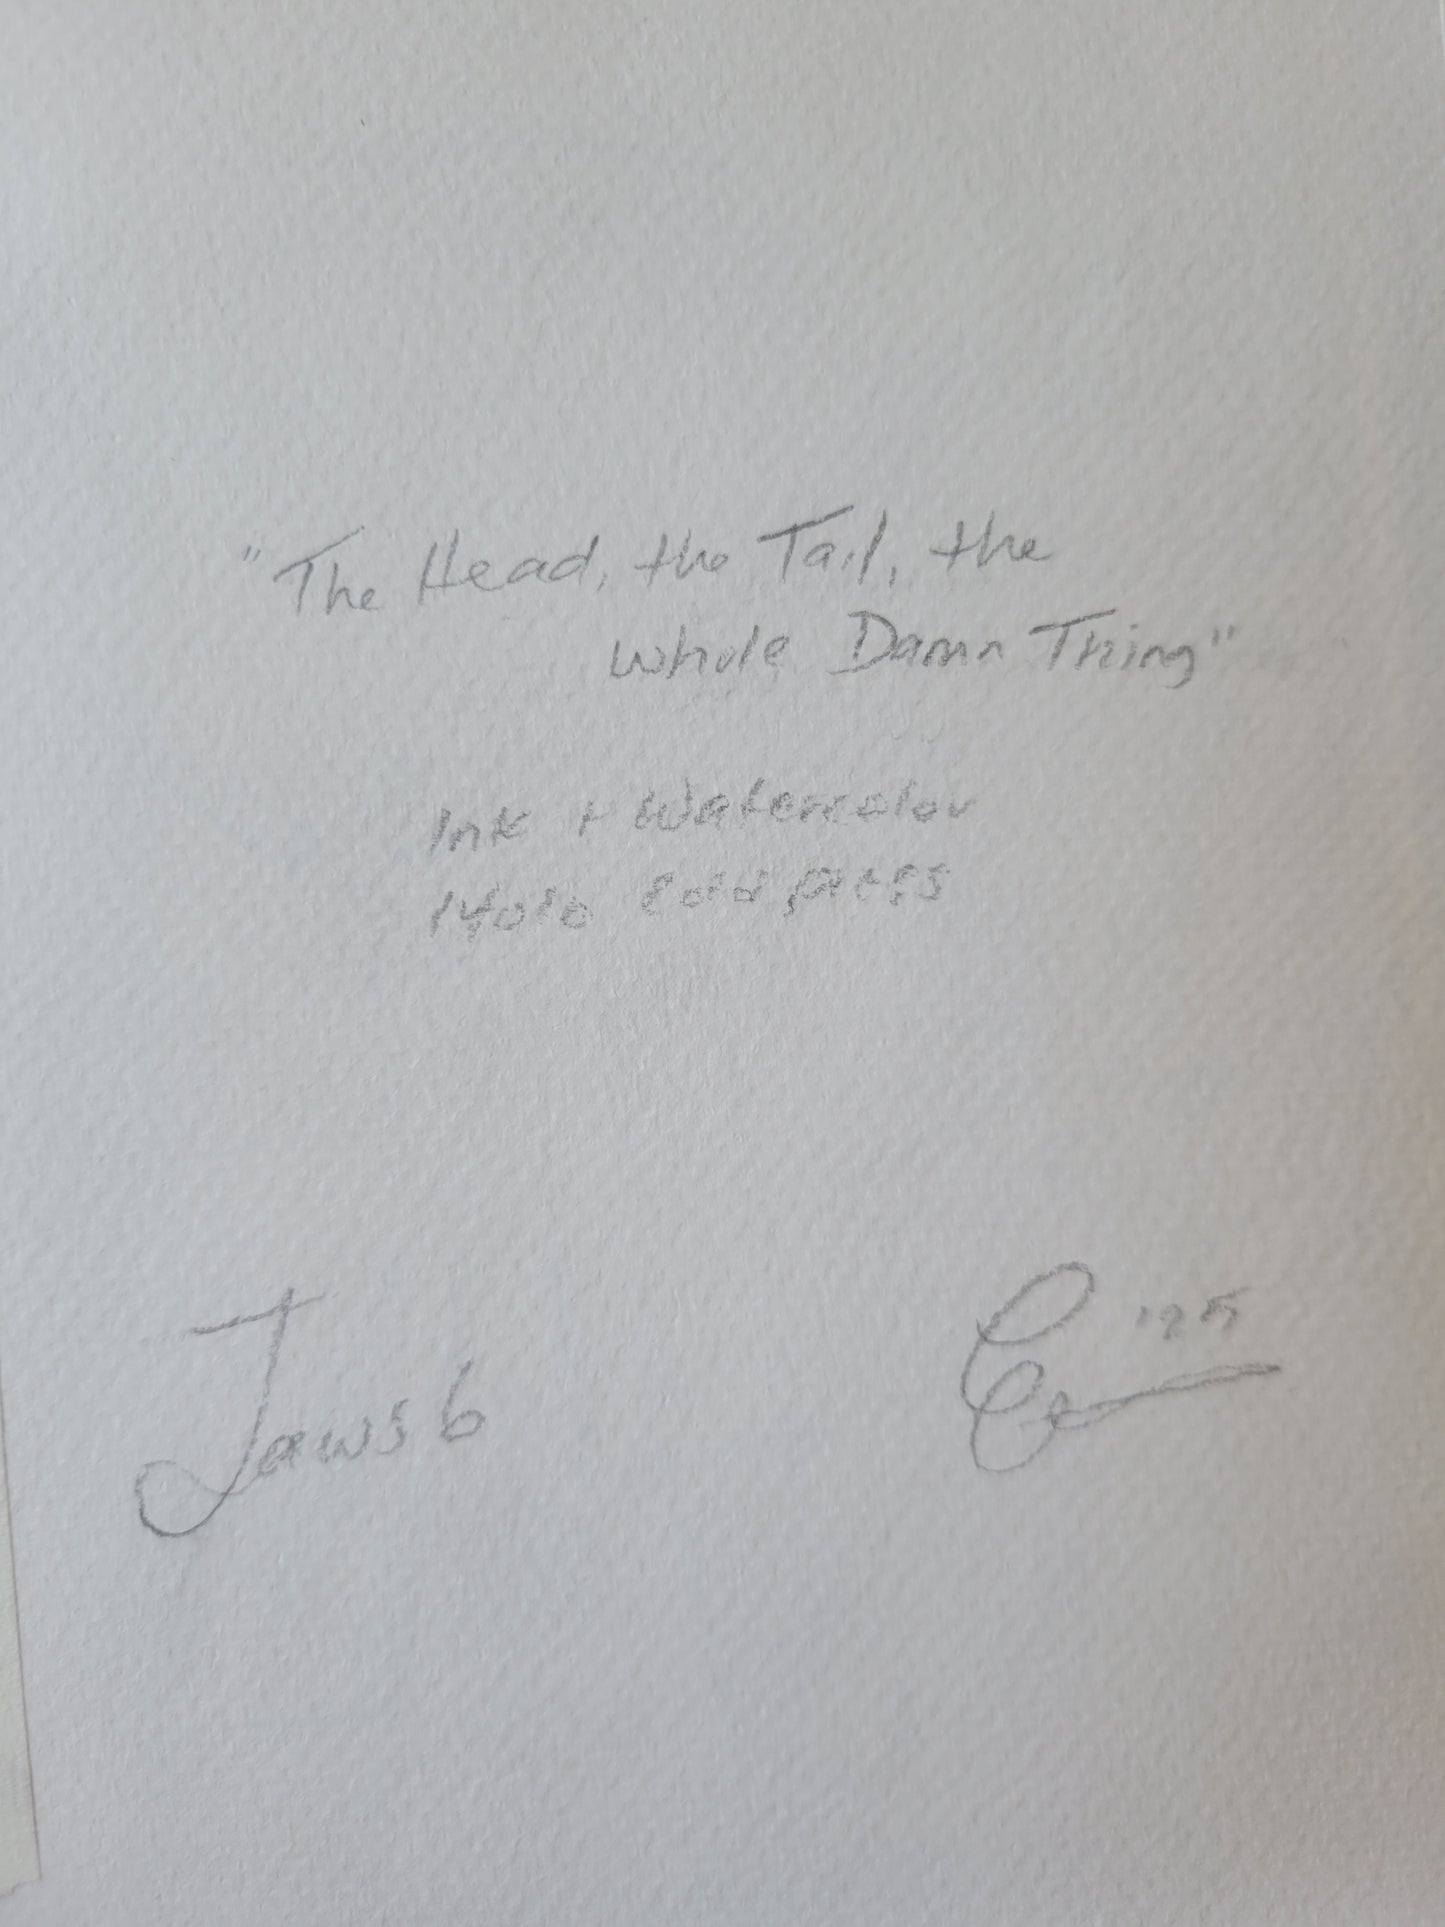 "The Head, the Tail, the
whole Damn Thing"
Ink + Watercolor
140lb Cold press
Jaws 6
'25